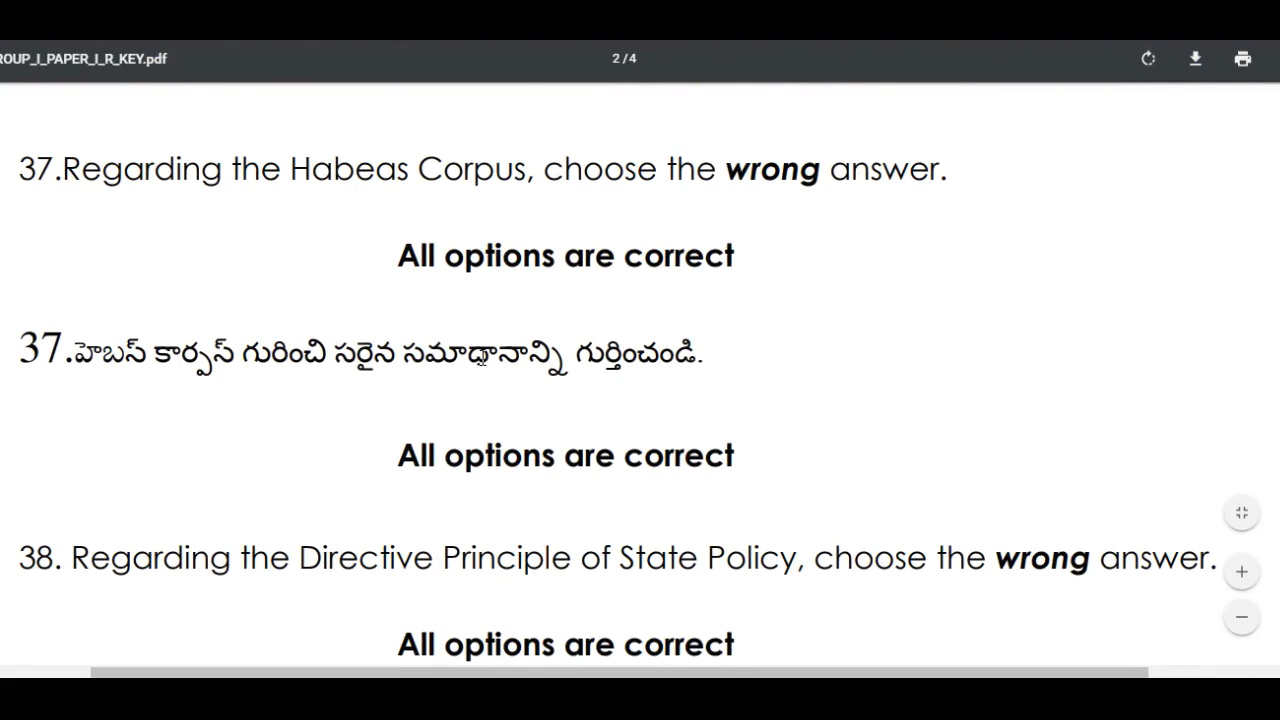 ROUP_I_PAPER_I_R_KEY.pdf 2 / 4
37.Regarding the Habeas Corpus, choose the wrong answer.
All options are correct
37.హెబస్ కార్పస్ గురించి సరైన సమాధానాన్ని గుర్తించండి.
All options are correct
38. Regarding the Directive Principle of State Policy, choose the wrong answer.
All options are correct